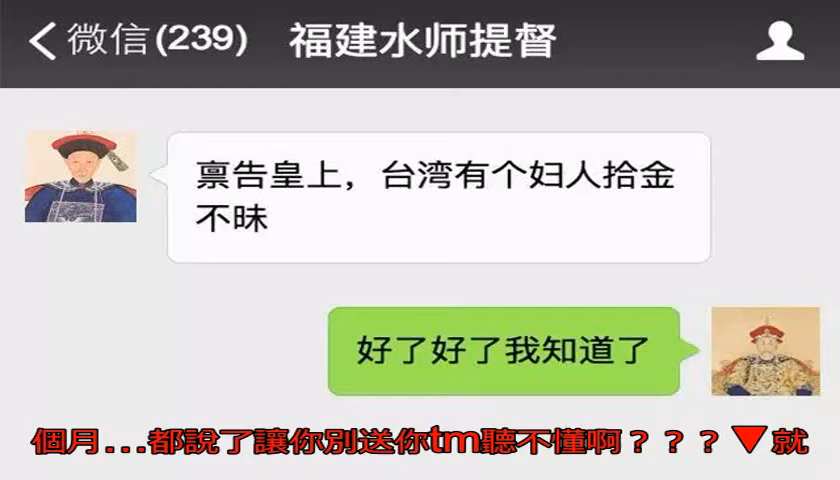 微信(239) 福建水师提督
禀告皇上，台湾有个妇人拾金
不昧
好了好了我知道了
個月...都說了讓你別送你tm聽不懂啊？？？▼就